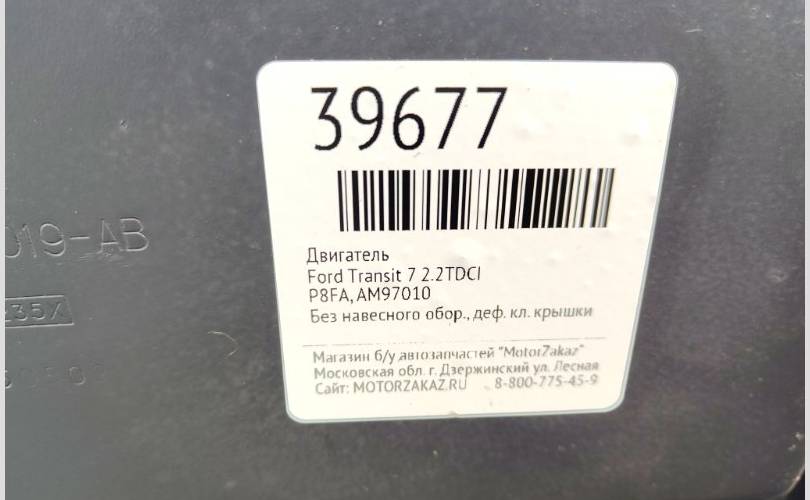 39677
Двигатель
Ford Transit 7 2.2TDCI
P8FA, AM97010
Без навесного обор., деф. кл. крышки
Магазин б/у автозапчастей "MotorZakaz"
Московская обл. г. Дзержинский ул. Лесная
Сайт: MOTORZAKAZ.RU 8-800-775-45-9
019-AB
235X